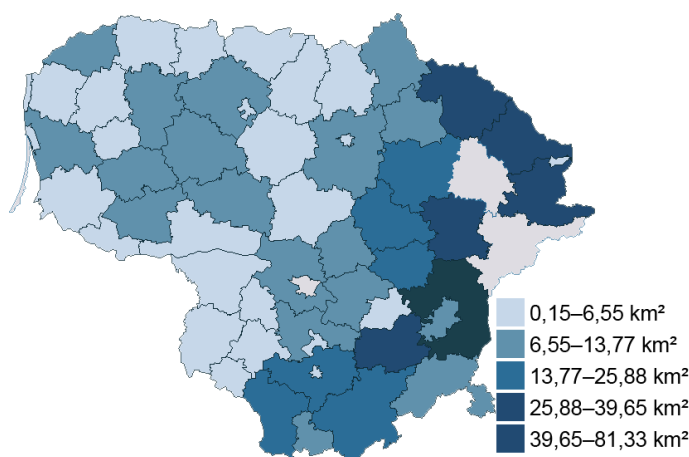 0,15–6,55 km²
6,55–13,77 km²
13,77–25,88 km²
25,88–39,65 km²
39,65–81,33 km²